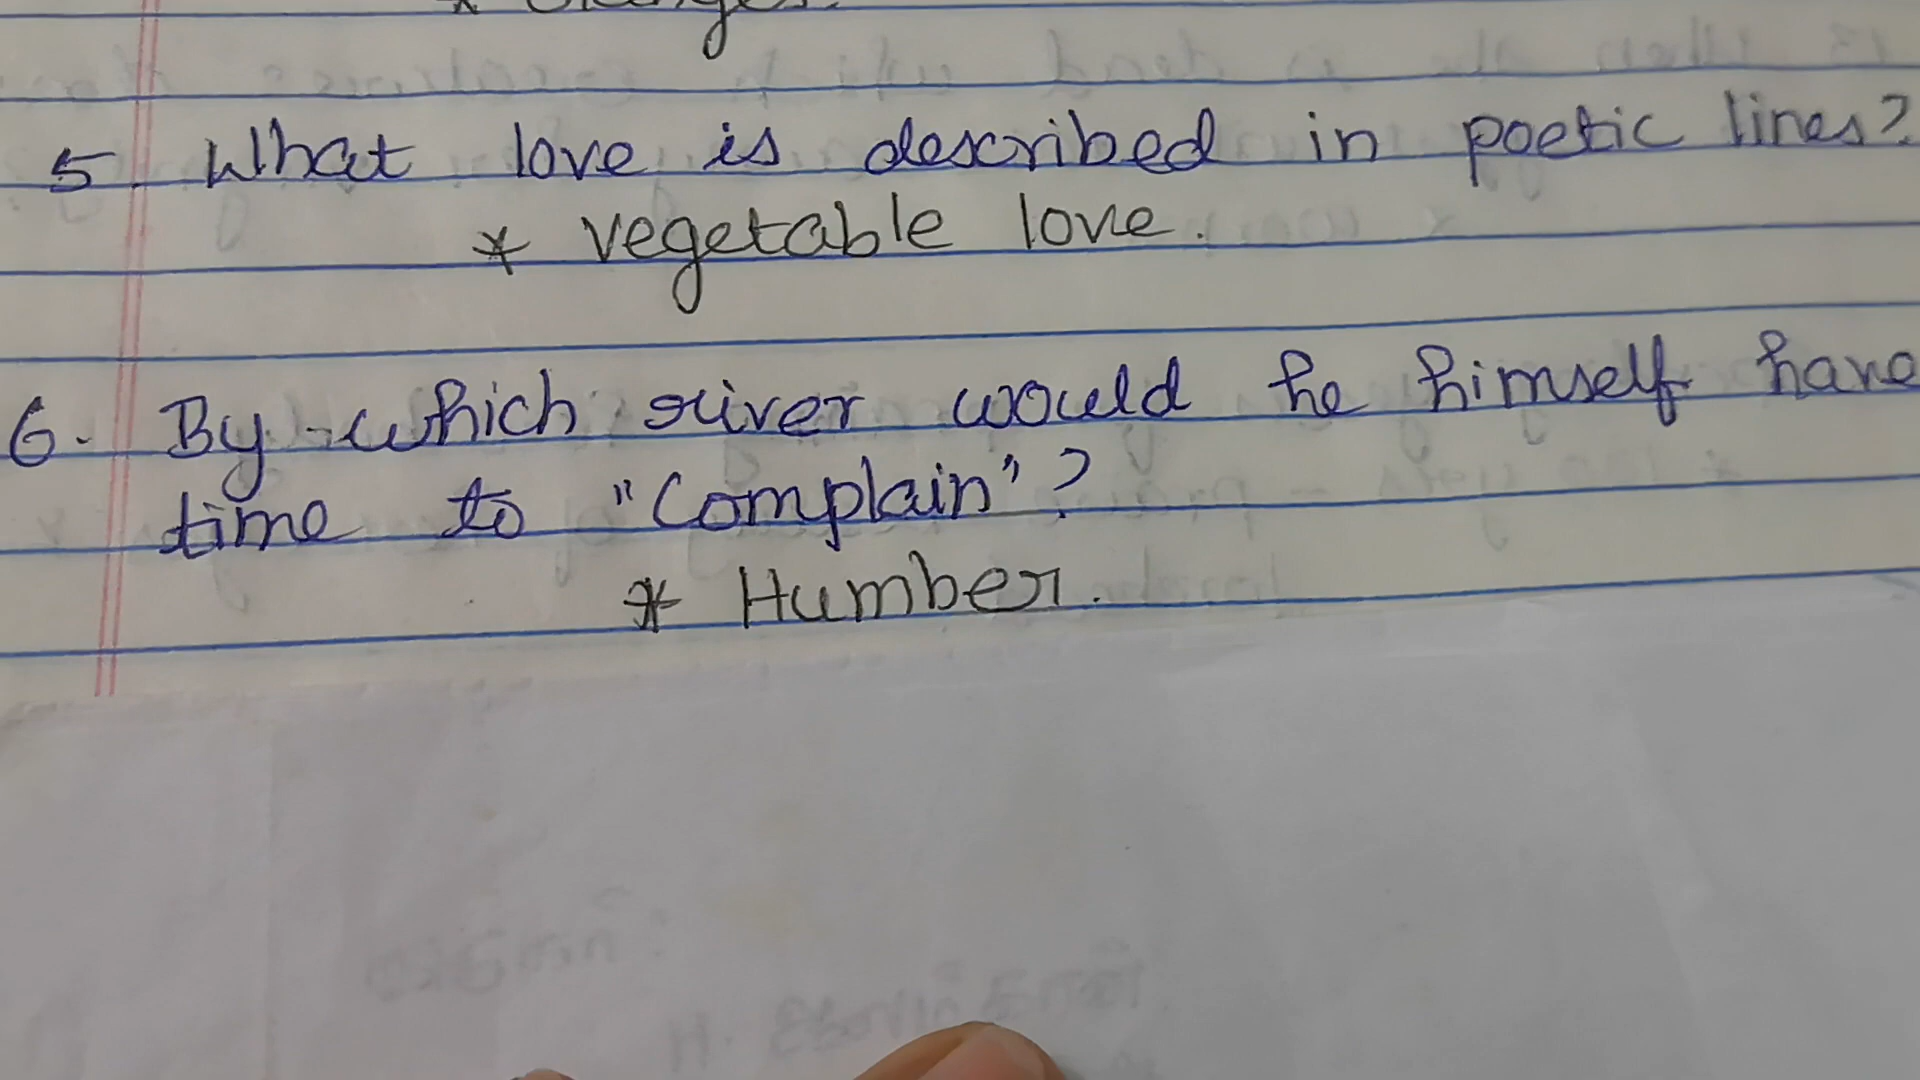 * Changes.
5 What love is described in poetic lines?
* vegetable love.
6. By which river would he himself have
time to "Complain"?
* Humber.